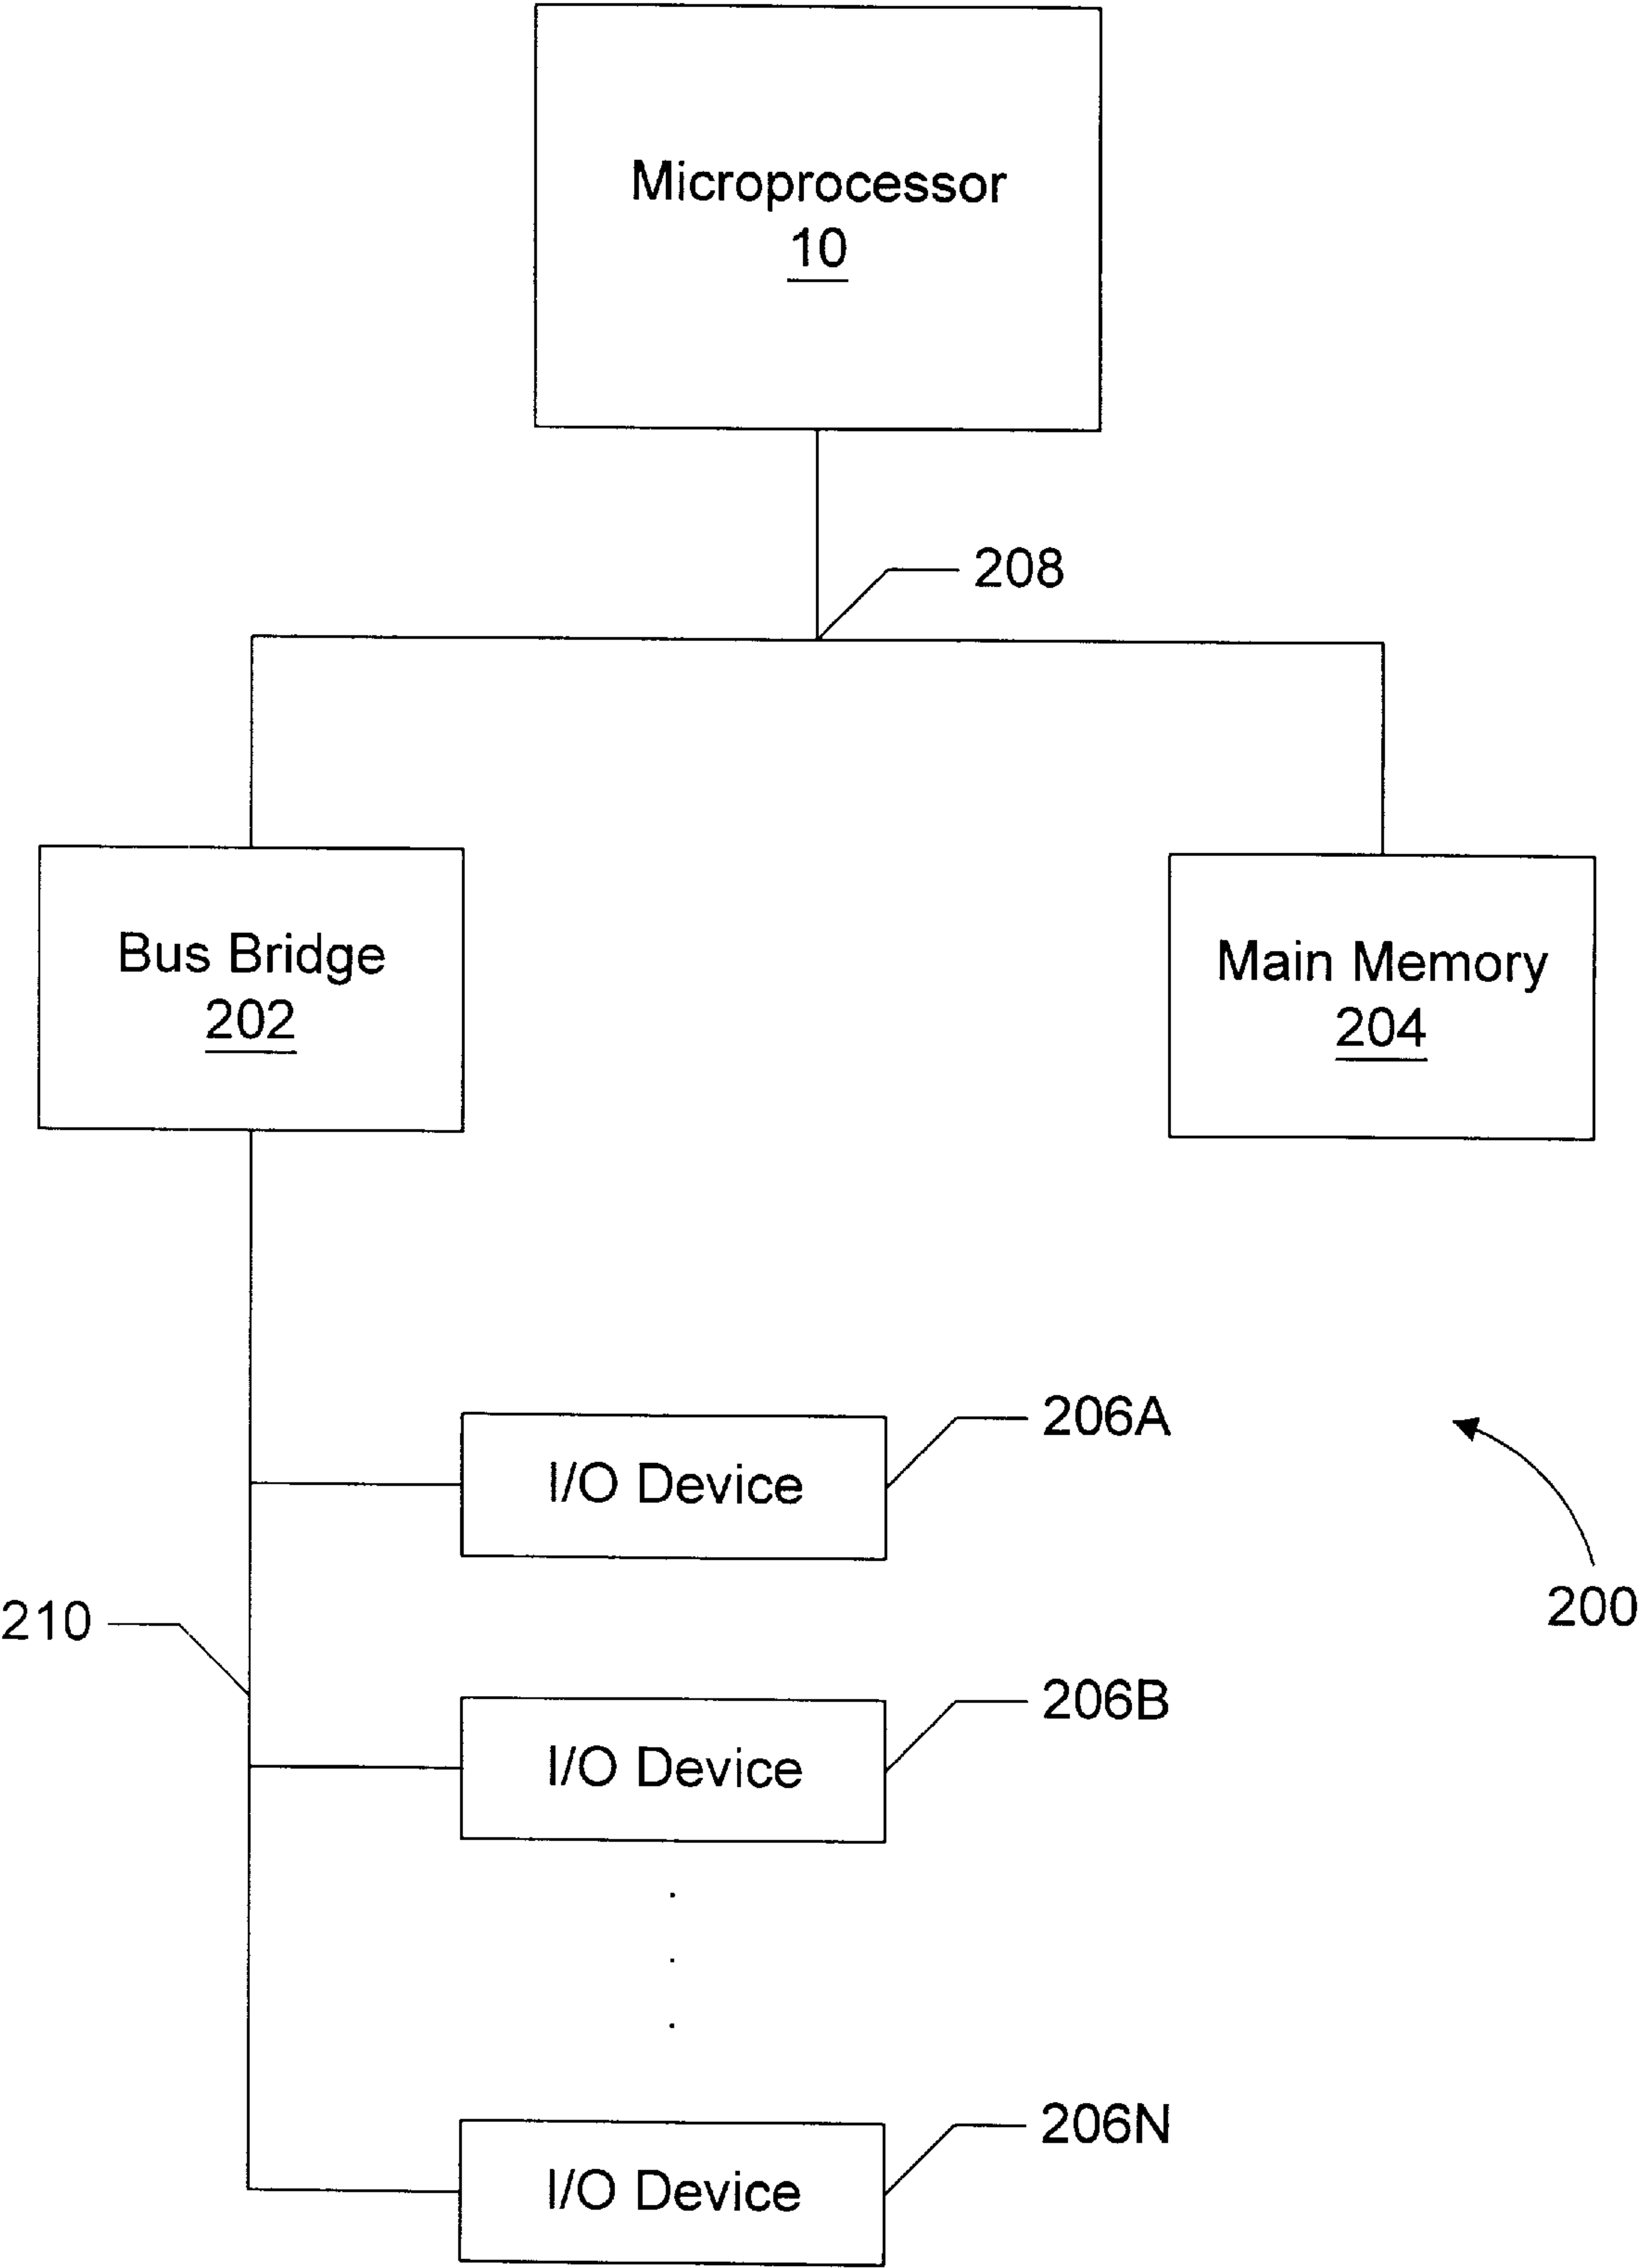 Microprocessor
10
208
Bus Bridge
202
Main Memory
204
206A
I/O Device
200
210
206B
I/O Device
206N
I/O Device